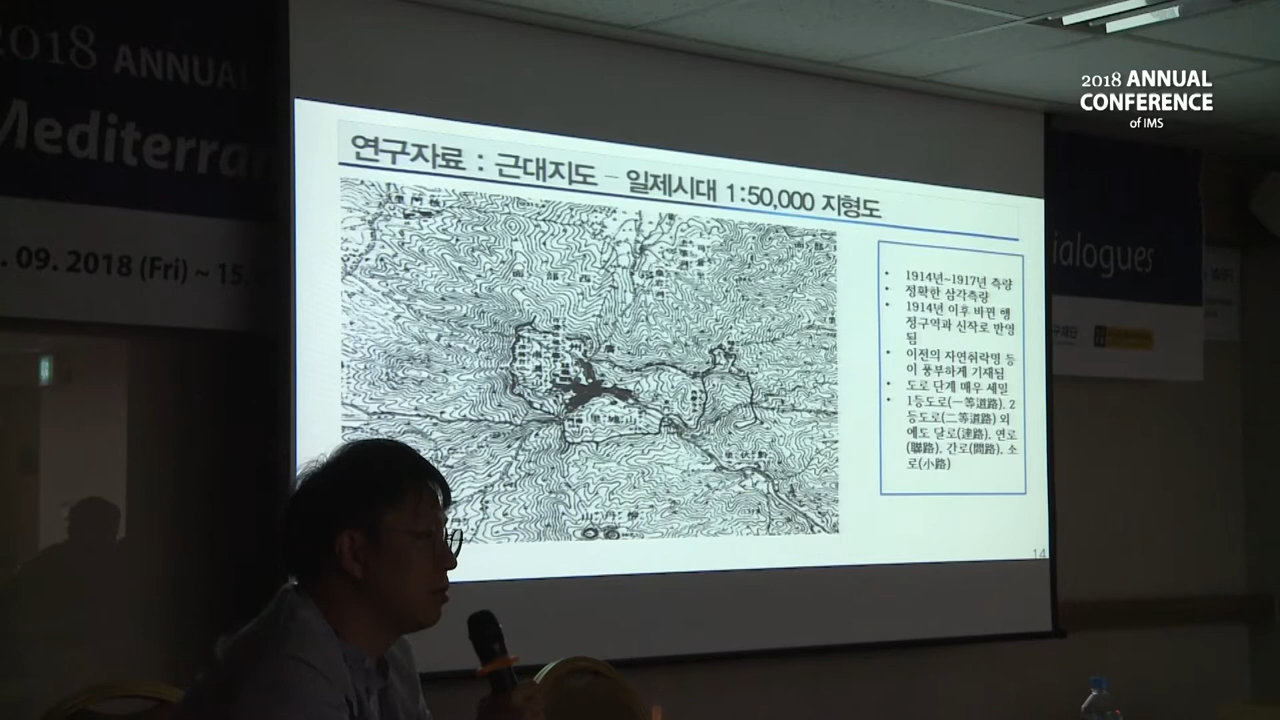 2018 ANNUAL
CONFERENCE
of IMS
2018 ANNUAL
Mediterran
. 09. 2018 (Fri) ~ 15.
ialogues
연구자료 : 근대지도 – 일제시대 1:50,000 지형도
• 1914년~1917년 측량
• 정확한 삼각측량
• 1914년 이후 바뀐 행
정구역과 신작로 반영
됨
• 이전의 자연취락명 등
이 풍부하게 기재됨
• 도로 단계 매우 세밀
• 1등도로(一等道路), 2
등도로(二等道路) 외
에도 달로(達路), 연로
(聯路), 간로(間路), 소
로(小路)
14